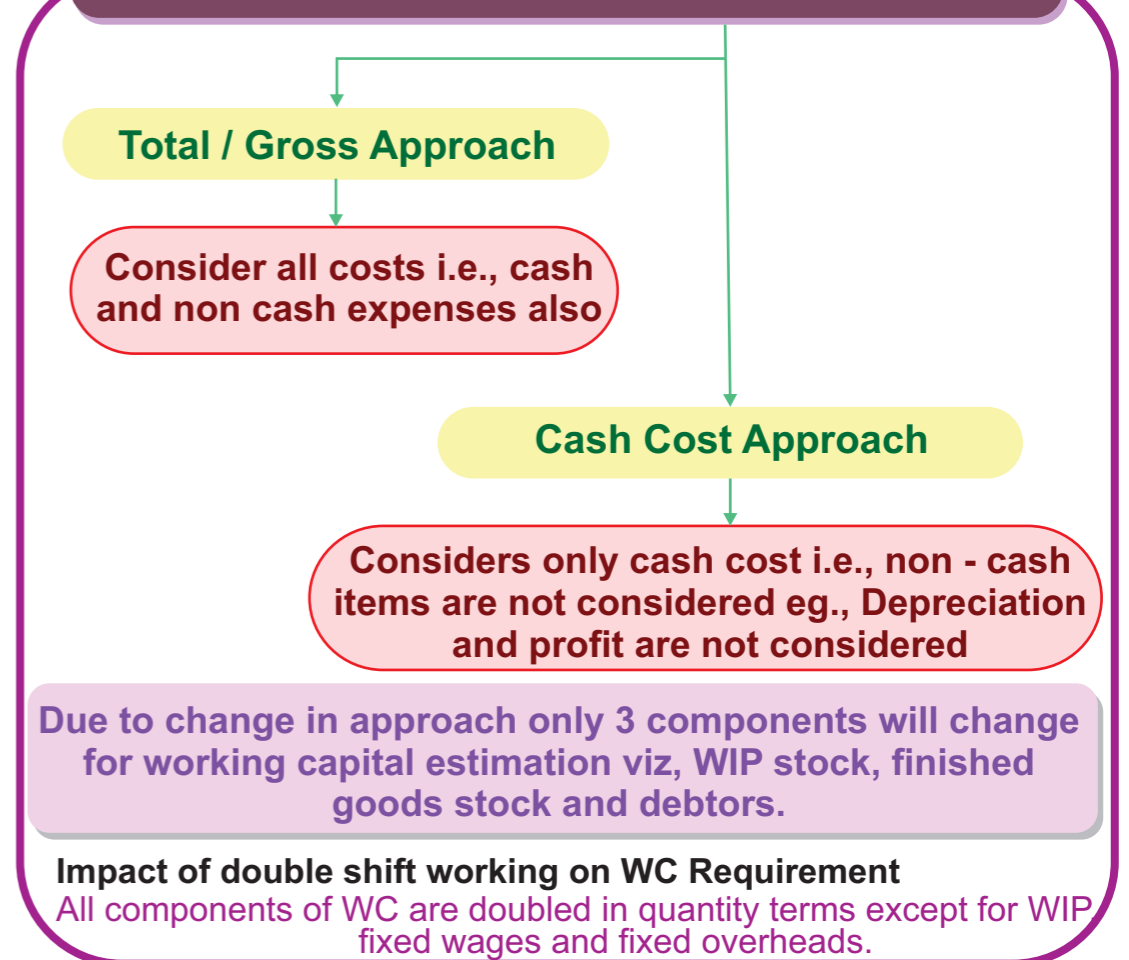 Total / Gross Approach
Consider all costs i.e., cash
and non cash expenses also
Cash Cost Approach
Considers only cash cost i.e., non - cash
items are not considered eg., Depreciation
and profit are not considered
Due to change in approach only 3 components will change
for working capital estimation viz, WIP stock, finished
goods stock and debtors.
Impact of double shift working on WC Requirement
All components of WC are doubled in quantity terms except for WIP,
fixed wages and fixed overheads.